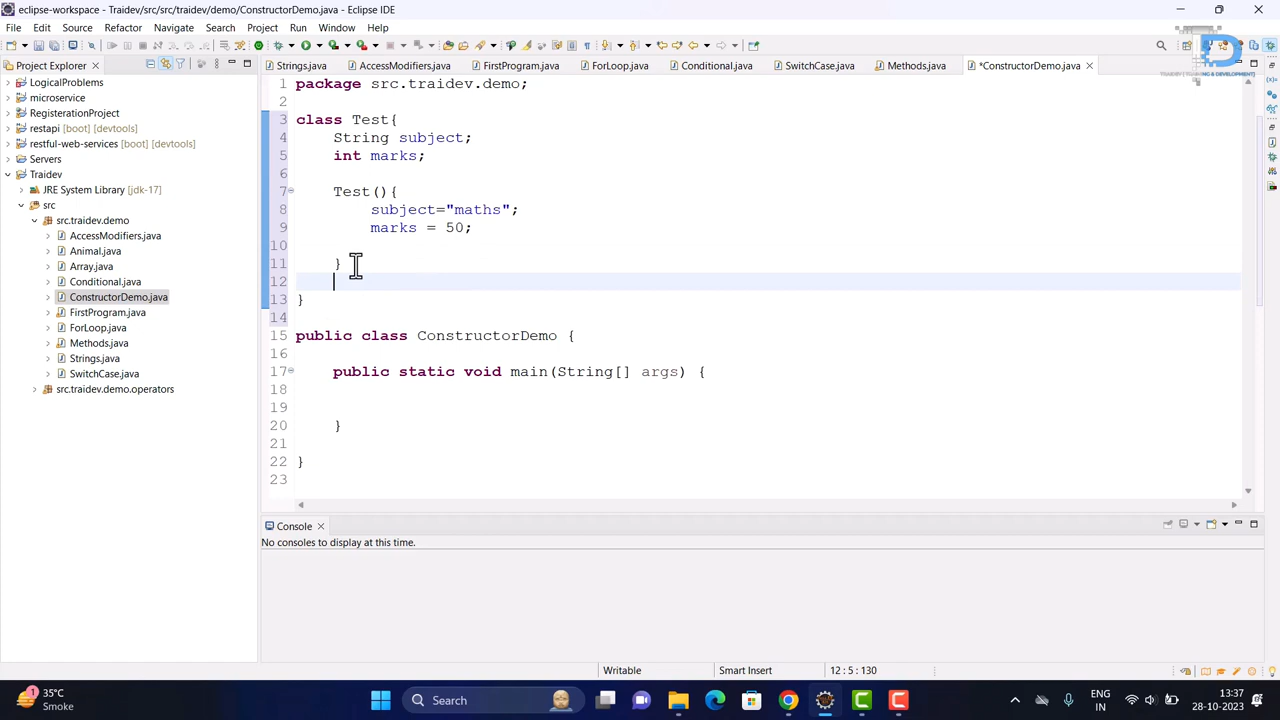 eclipse-workspace - Traidev/src/src/traidev/demo/ConstructorDemo.java - Eclipse IDE
File Edit Source Refactor Navigate Search Project Run Window Help
TRAIDEV [ TRAINING & DEVELOPMENT]
Project Explorer
Strings.java AccessModifiers.java FirstProgram.java ForLoop.java Conditional.java SwitchCase.java Methods.java *ConstructorDemo.java
LogicalProblems
microservice
RegisterationProject
restapi [boot] [devtools]
restful-web-services [boot] [devtools]
Servers
Traidev
JRE System Library [jdk-17]
src
src.traidev.demo
AccessModifiers.java
Animal.java
Array.java
Conditional.java
ConstructorDemo.java
FirstProgram.java
ForLoop.java
Methods.java
Strings.java
SwitchCase.java
src.traidev.demo.operators
1 package src.traidev.demo;
2
3 class Test{
4 String subject;
5 int marks;
6
7 Test(){
8 subject="maths";
9 marks = 50;
10
11 }
12
13 }
14
15 public class ConstructorDemo {
16
17 public static void main(String[] args) {
18
19
20 }
21
22 }
23
Console
No consoles to display at this time.
Writable Smart Insert 12 : 5 : 130
1
35°C
Smoke
Search
ENG
IN
13:37
28-10-2023